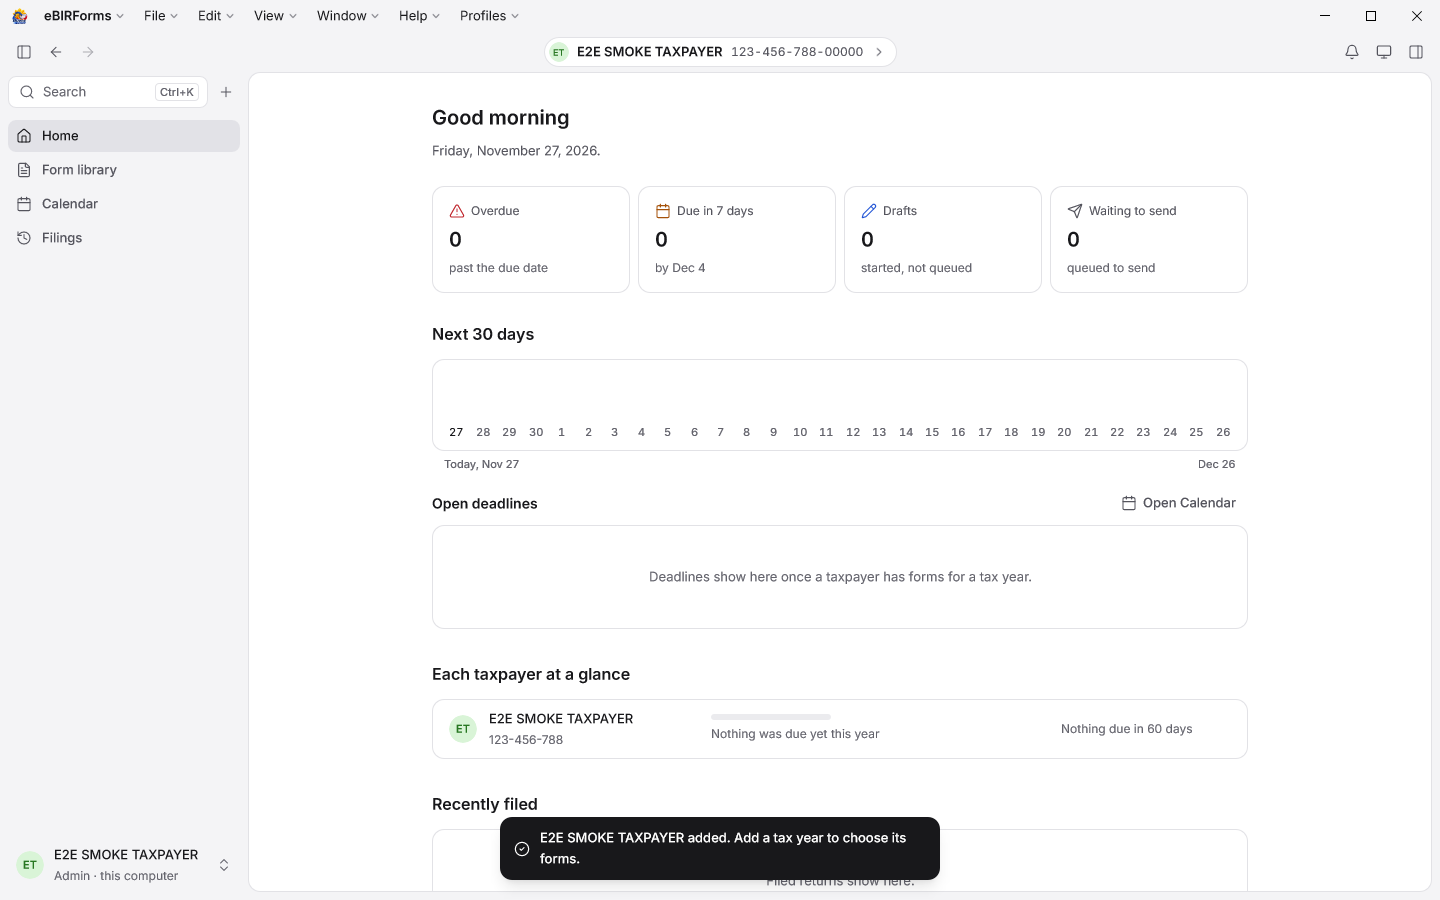 eBIRForms File Edit View Window Help Profiles
ET E2E SMOKE TAXPAYER 123-456-788-00000
Search Ctrl+K
Home
Form library
Calendar
Filings
Good morning
Friday, November 27, 2026.
Overdue
0
past the due date
Due in 7 days
0
by Dec 4
Drafts
0
started, not queued
Waiting to send
0
queued to send
Next 30 days
27 28 29 30 1 2 3 4 5 6 7 8 9 10 11 12 13 14 15 16 17 18 19 20 21 22 23 24 25 26
Today, Nov 27 Dec 26
Open deadlines Open Calendar
Deadlines show here once a taxpayer has forms for a tax year.
Each taxpayer at a glance
ET E2E SMOKE TAXPAYER
123-456-788
Nothing was due yet this year
Nothing due in 60 days
Recently filed
E2E SMOKE TAXPAYER added. Add a tax year to choose its
forms.
Filed returns show here.
ET E2E SMOKE TAXPAYER
Admin · this computer